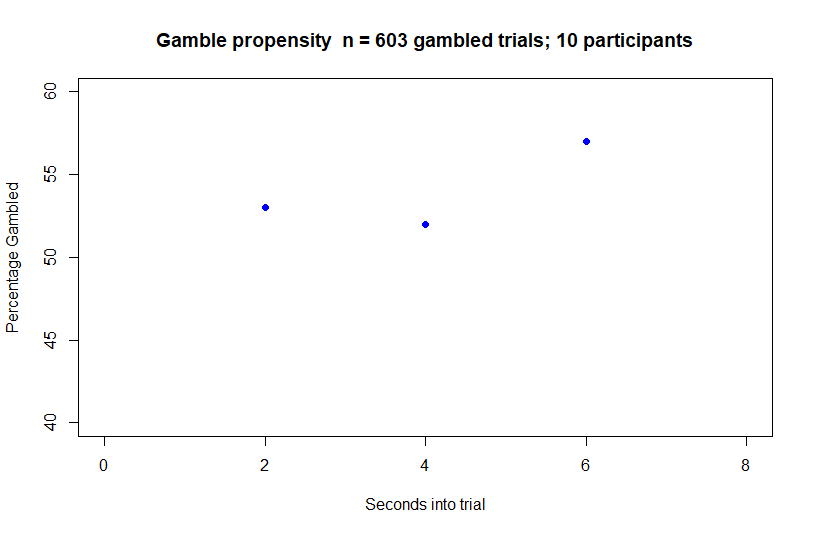 Gamble propensity  n = 603 gambled trials; 10 participants
Percentage Gambled
60
55
50
45
40
0 2 4 6 8
Seconds into trial